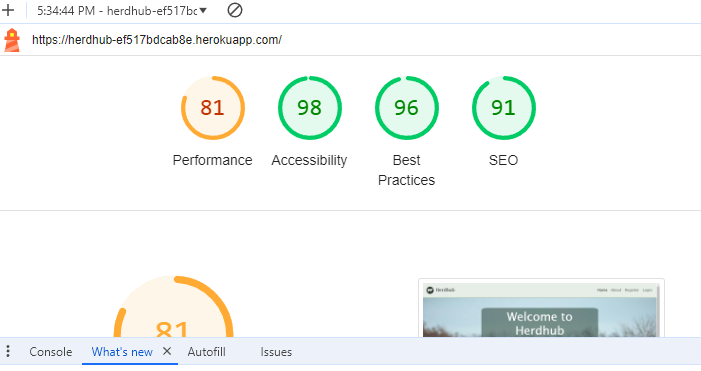 5:34:44 PM - herdhub-ef517bdc
https://herdhub-ef517bdcab8e.herokuapp.com/
81 98 96 91
Performance Accessibility Best Practices SEO
81
HerdHub Home About Register Login
Welcome to
Herdhub
Console What's new Autofill Issues